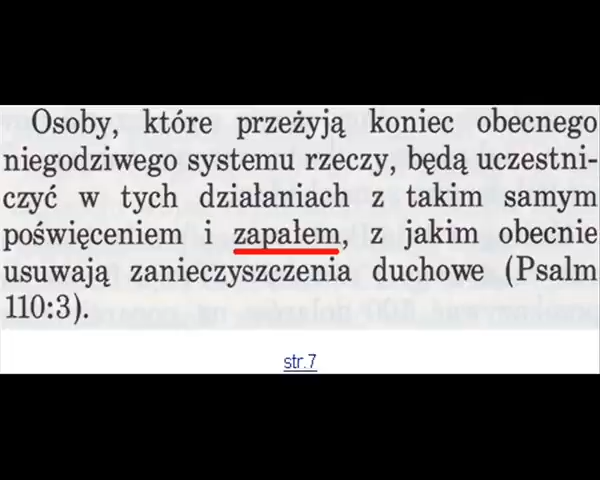 Osoby, które przeżyją koniec obecnego
niegodziwego systemu rzeczy, będą uczestni-
czyć w tych działaniach z takim samym
poświęceniem i zapałem, z jakim obecnie
usuwają zanieczyszczenia duchowe (Psalm
110:3).
str.7